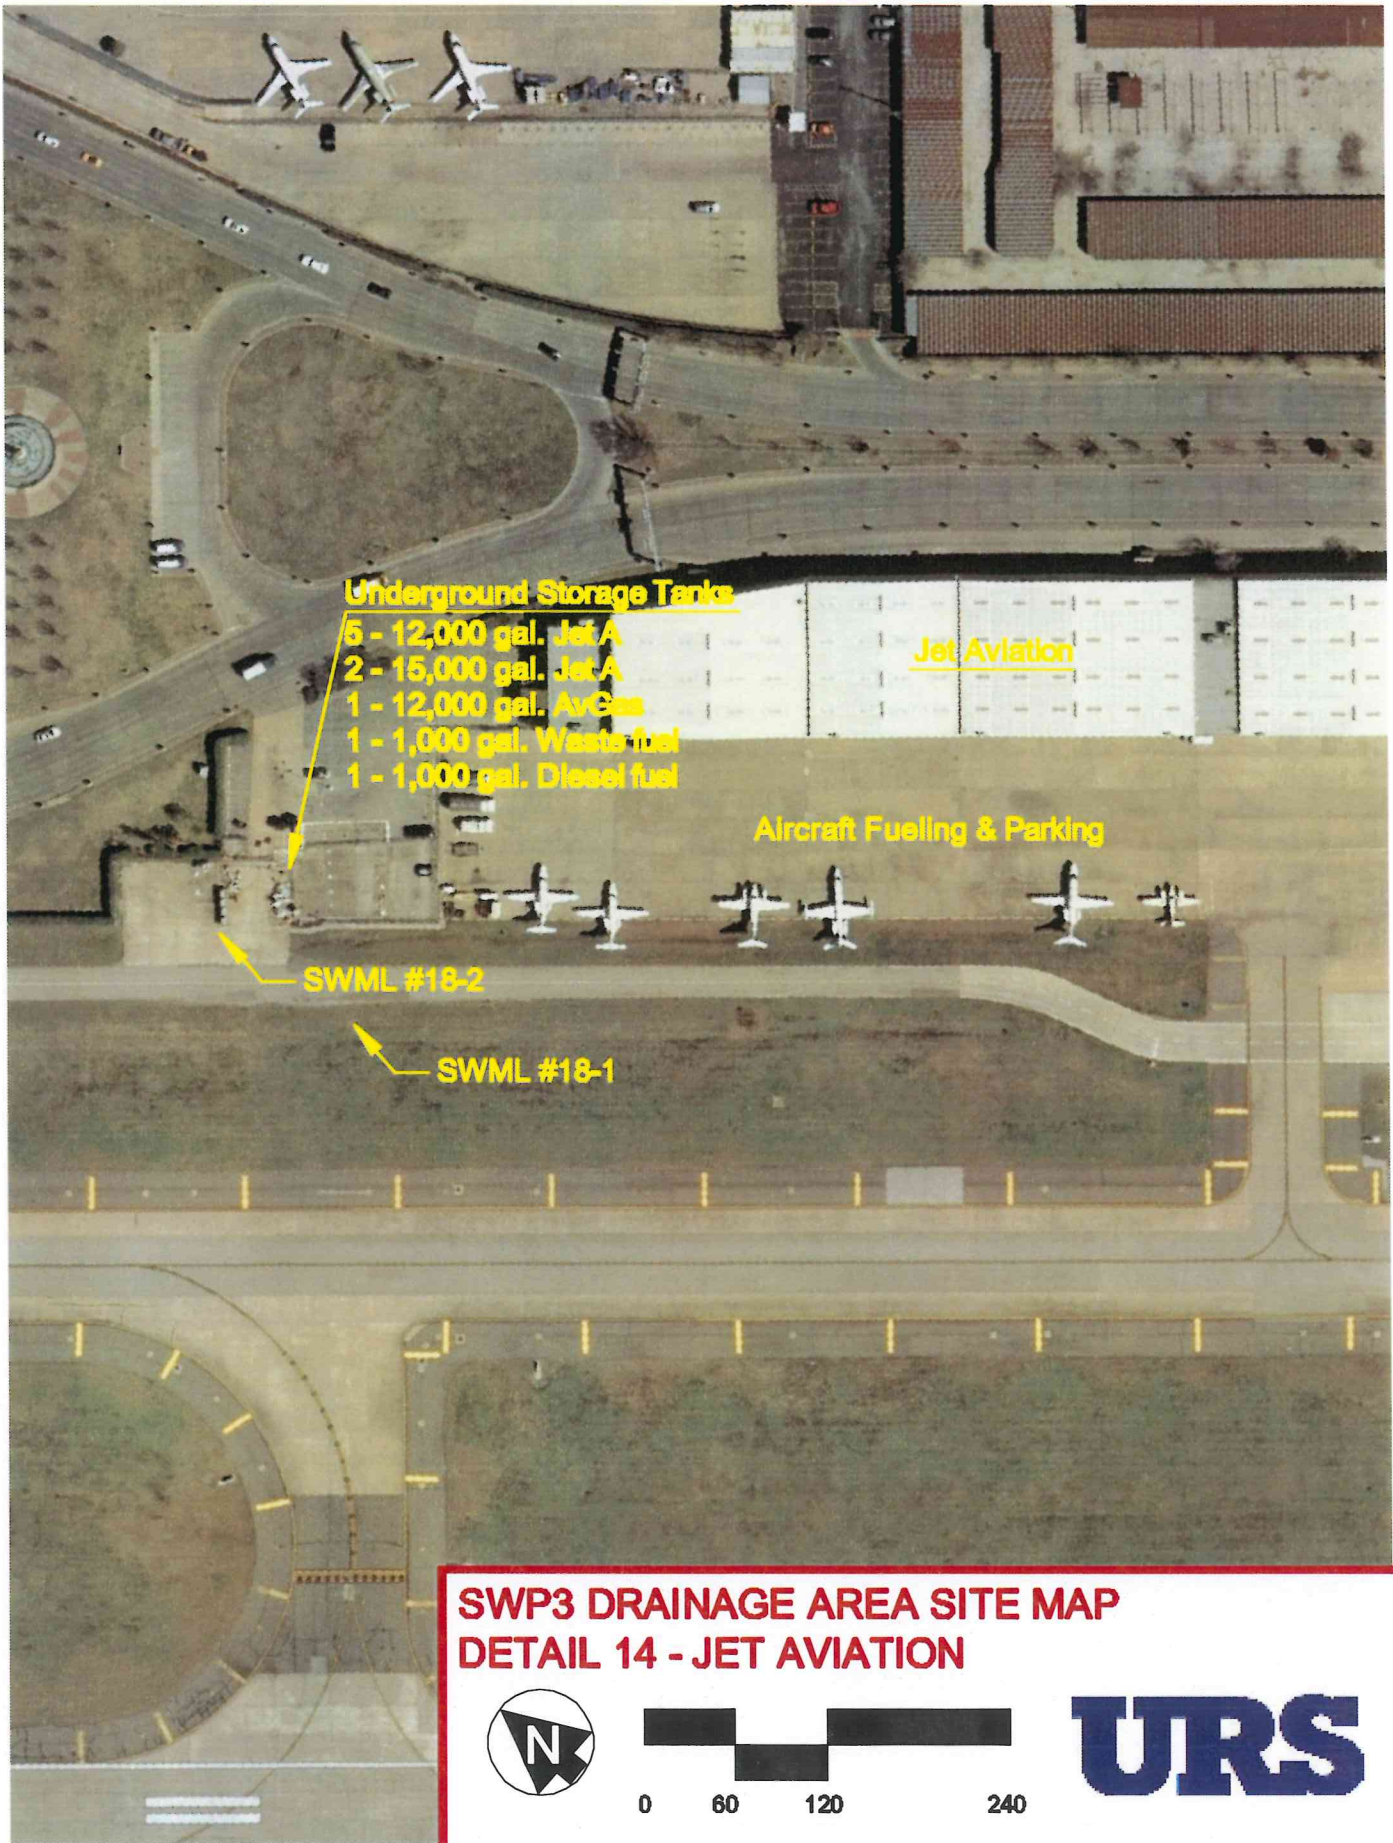 Underground Storage Tanks
5 - 12,000 gal. Jet A
2 - 15,000 gal. Jet A
1 - 12,000 gal. AvGas
1 - 1,000 gal. Waste fuel
1 - 1,000 gal. Diesel fuel
Jet Aviation
Aircraft Fueling & Parking
SWML #18-2
SWML #18-1
SWP3 DRAINAGE AREA SITE MAP
DETAIL 14 - JET AVIATION
N
0 60 120 240
URS